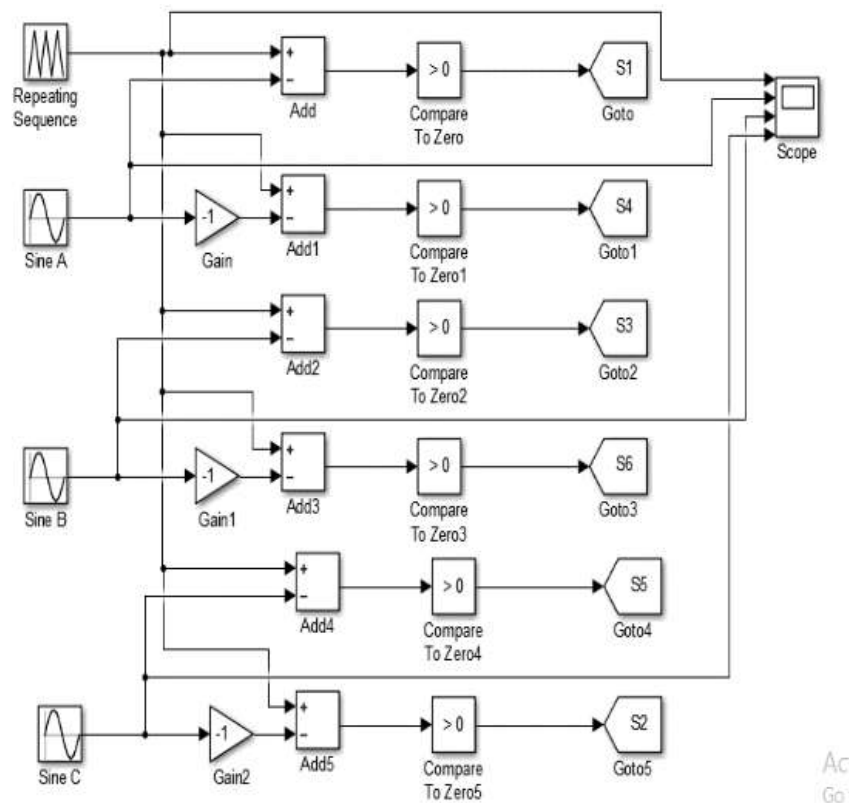 +
−
Add
> 0
Compare
To Zero
S1
Goto
Repeating
Sequence
Scope
Sine A
-1
Gain
+
−
Add1
> 0
Compare
To Zero1
S4
Goto1
+
−
Add2
> 0
Compare
To Zero2
S3
Goto2
Sine B
-1
Gain1
+
−
Add3
> 0
Compare
To Zero3
S6
Goto3
+
−
Add4
> 0
Compare
To Zero4
S5
Goto4
Sine C
-1
Gain2
+
−
Add5
> 0
Compare
To Zero5
S2
Goto5
Ac
Go